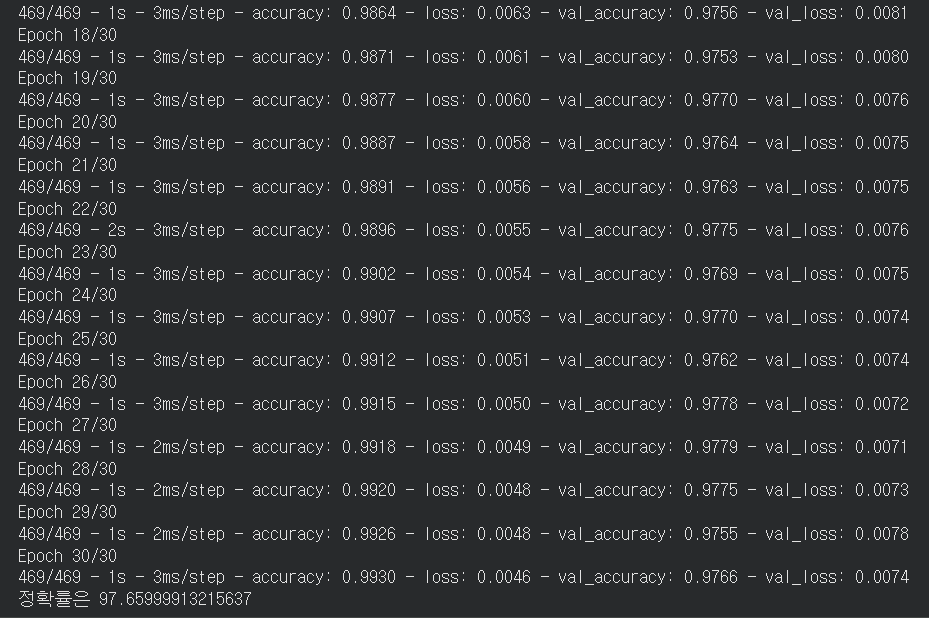 469/469 - 1s - 3ms/step - accuracy: 0.9864 - loss: 0.0063 - val_accuracy: 0.9756 - val_loss: 0.0081
Epoch 18/30
469/469 - 1s - 3ms/step - accuracy: 0.9871 - loss: 0.0061 - val_accuracy: 0.9753 - val_loss: 0.0080
Epoch 19/30
469/469 - 1s - 3ms/step - accuracy: 0.9877 - loss: 0.0060 - val_accuracy: 0.9770 - val_loss: 0.0076
Epoch 20/30
469/469 - 1s - 3ms/step - accuracy: 0.9887 - loss: 0.0058 - val_accuracy: 0.9764 - val_loss: 0.0075
Epoch 21/30
469/469 - 1s - 3ms/step - accuracy: 0.9891 - loss: 0.0056 - val_accuracy: 0.9763 - val_loss: 0.0075
Epoch 22/30
469/469 - 2s - 3ms/step - accuracy: 0.9896 - loss: 0.0055 - val_accuracy: 0.9775 - val_loss: 0.0076
Epoch 23/30
469/469 - 1s - 3ms/step - accuracy: 0.9902 - loss: 0.0054 - val_accuracy: 0.9769 - val_loss: 0.0075
Epoch 24/30
469/469 - 1s - 3ms/step - accuracy: 0.9907 - loss: 0.0053 - val_accuracy: 0.9770 - val_loss: 0.0074
Epoch 25/30
469/469 - 1s - 3ms/step - accuracy: 0.9912 - loss: 0.0051 - val_accuracy: 0.9762 - val_loss: 0.0074
Epoch 26/30
469/469 - 1s - 3ms/step - accuracy: 0.9915 - loss: 0.0050 - val_accuracy: 0.9778 - val_loss: 0.0072
Epoch 27/30
469/469 - 1s - 2ms/step - accuracy: 0.9918 - loss: 0.0049 - val_accuracy: 0.9779 - val_loss: 0.0071
Epoch 28/30
469/469 - 1s - 2ms/step - accuracy: 0.9920 - loss: 0.0048 - val_accuracy: 0.9775 - val_loss: 0.0073
Epoch 29/30
469/469 - 1s - 2ms/step - accuracy: 0.9926 - loss: 0.0048 - val_accuracy: 0.9755 - val_loss: 0.0078
Epoch 30/30
469/469 - 1s - 3ms/step - accuracy: 0.9930 - loss: 0.0046 - val_accuracy: 0.9766 - val_loss: 0.0074
정확률은 97.65999913215637